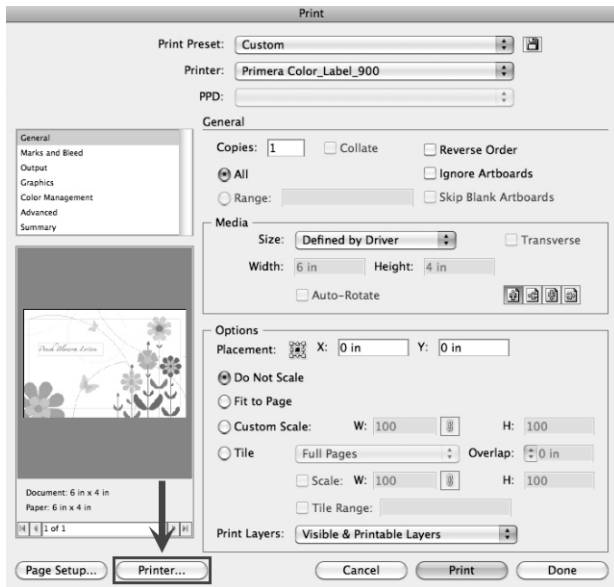 Print
Print Preset: Custom
Printer: Primera Color_Label_900
PPD:
General
Marks and Bleed
Output
Graphics
Color Management
Advanced
Summary
General
Copies: 1 Collate Reverse Order
All Ignore Artboards
Range: Skip Blank Artboards
Media
Size: Defined by Driver Transverse
Width: 6 in Height: 4 in
Auto-Rotate
Options
Placement: X: 0 in Y: 0 in
Do Not Scale
Fit to Page
Custom Scale: W: 100 H: 100
Tile Full Pages Overlap: 0 in
Scale: W: 100 H: 100
Tile Range:
Print Layers: Visible & Printable Layers
Document: 6 in x 4 in
Paper: 6 in x 4 in
1 of 1
Page Setup... Printer... Cancel Print Done